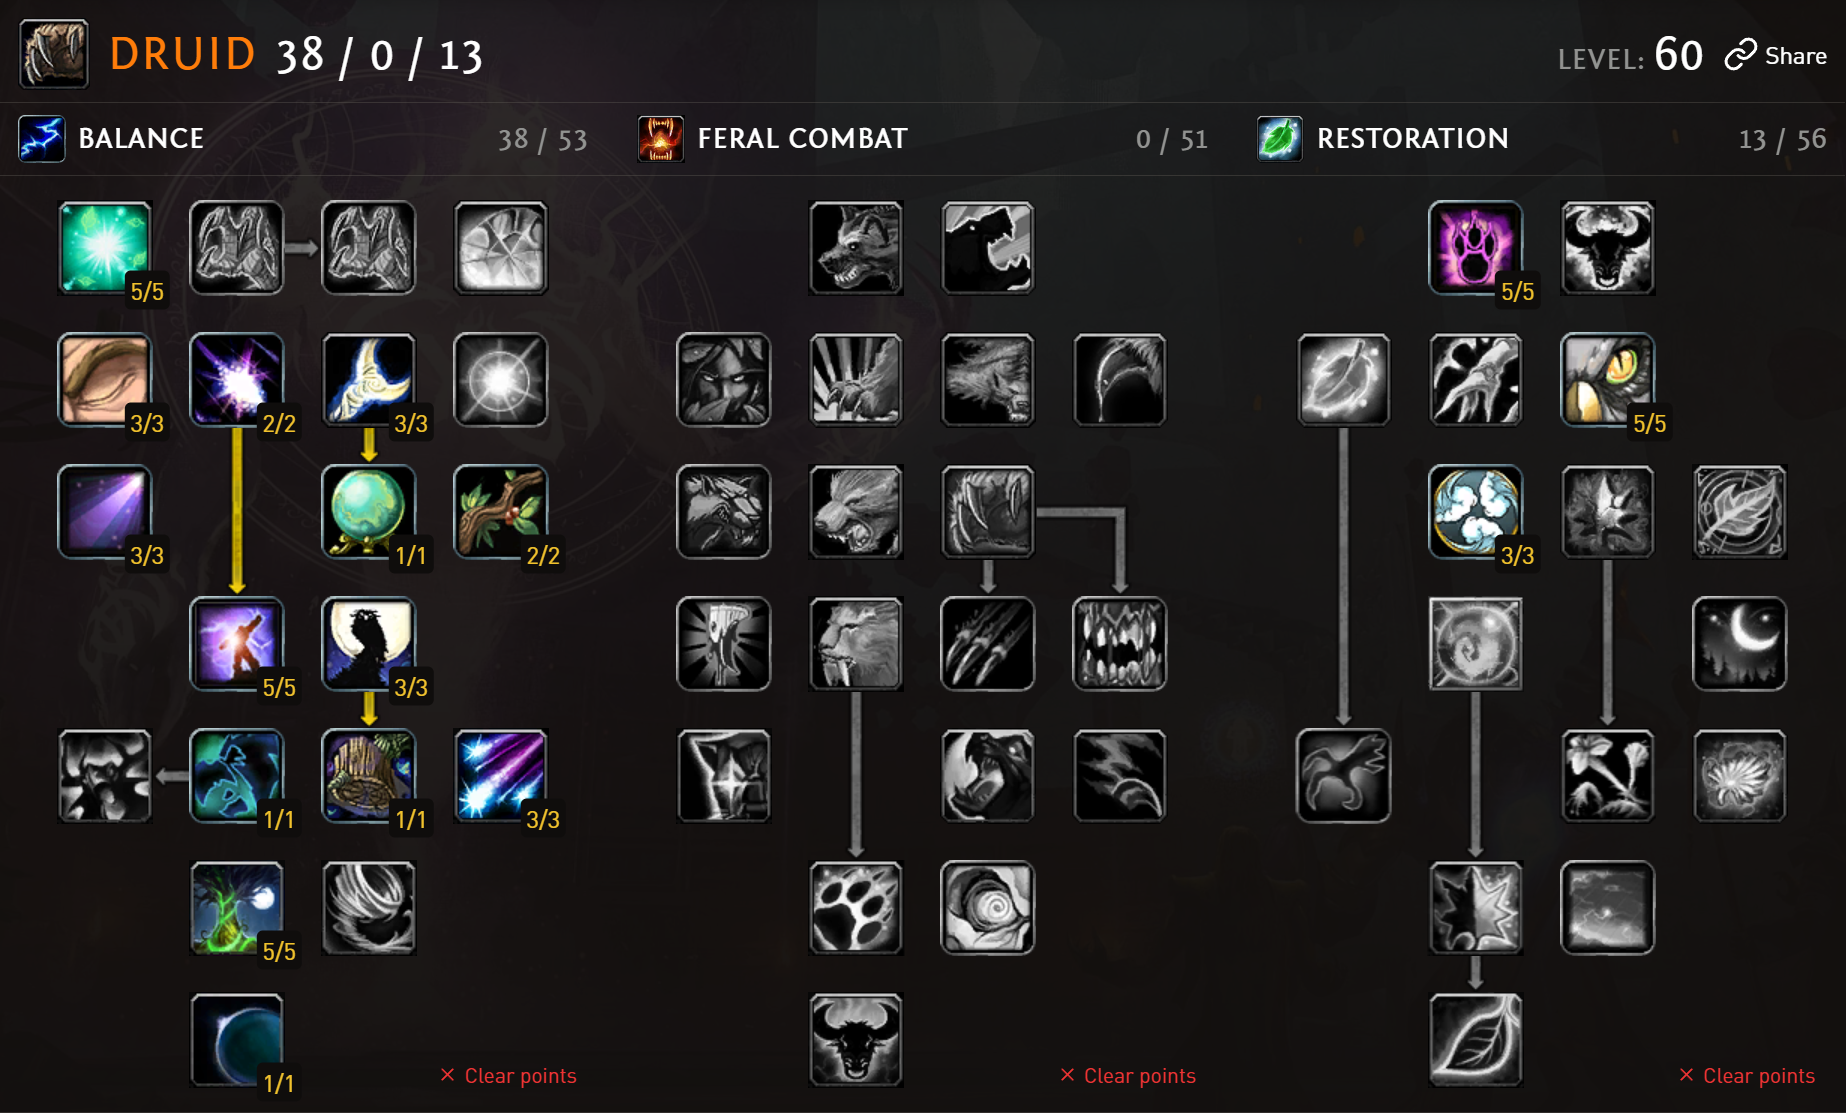 DRUID 38 / 0 / 13
LEVEL: 60 Share
BALANCE 38 / 53
FERAL COMBAT 0 / 51
RESTORATION 13 / 56
5/5 5/5
3/3 2/2 3/3 5/5
3/3 1/1 2/2 3/3
5/5 3/3
1/1 1/1 3/3
5/5
1/1
× Clear points × Clear points × Clear points